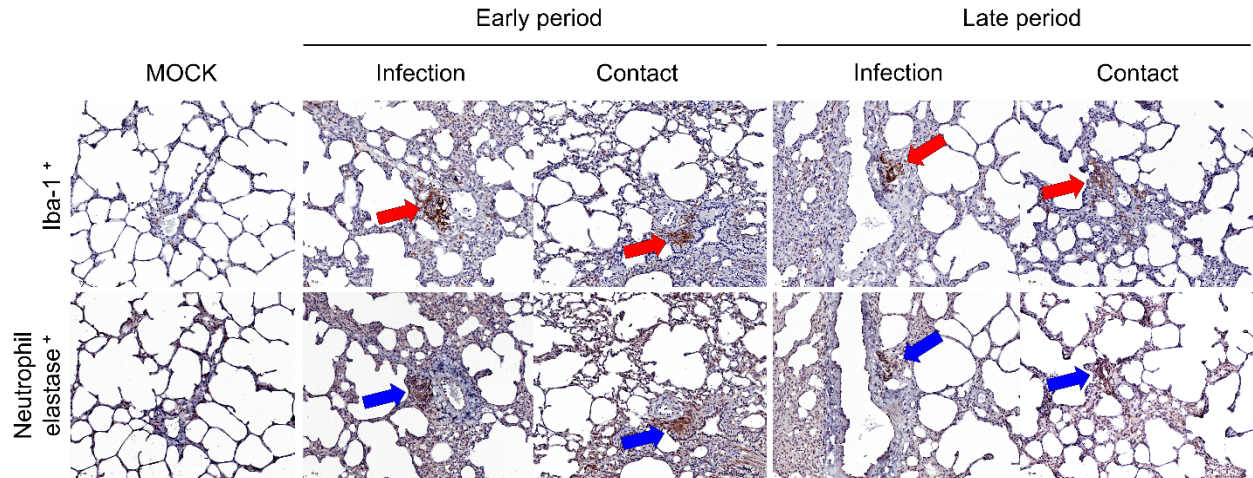 Early period
Late period
MOCK
Infection
Contact
Infection
Contact
Iba-1 +
Neutrophil
elastase +